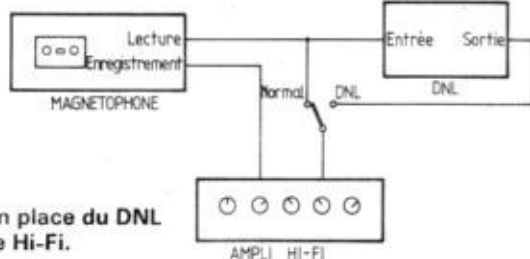 Lecture
Enregistrement
MAGNETOPHONE
Entrée Sortie
DNL
Normal DNL
n place du DNL
e Hi-Fi.
AMPLI HI-FI